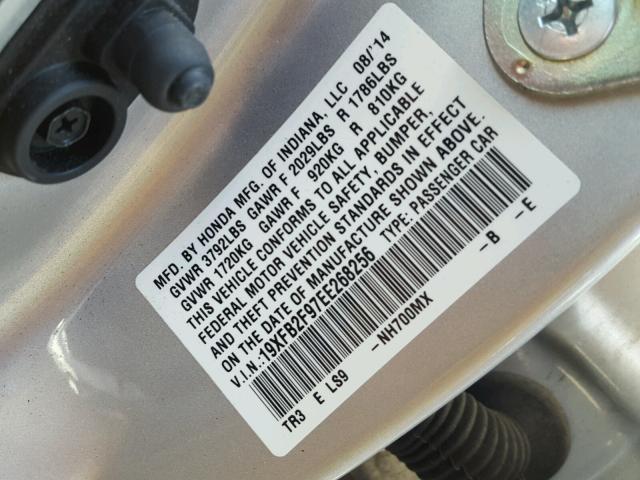 MFD. BY HONDA MFG. OF INDIANA, LLC 08/'14
GVWR 3792LBS GAWR F 2029LBS R 1786LBS
GVWR 1720KG GAWR F 920KG R 810KG
THIS VEHICLE CONFORMS TO ALL APPLICABLE
FEDERAL MOTOR VEHICLE SAFETY, BUMPER,
AND THEFT PREVENTION STANDARDS IN EFFECT
ON THE DATE OF MANUFACTURE SHOWN ABOVE.
V.I.N.:19XFB2F97EE268256 TYPE: PASSENGER CAR
TR3 E LS9 -NH700MX -B -E